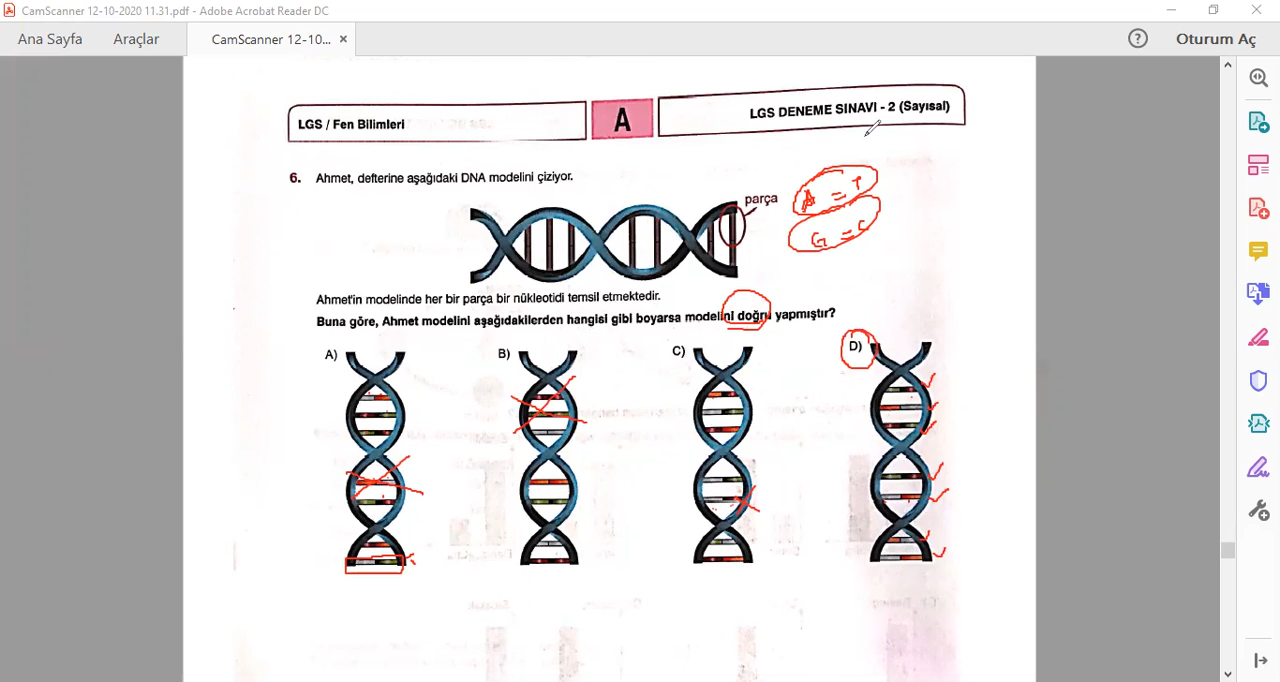 CamScanner 12-10-2020 11.31.pdf - Adobe Acrobat Reader DC
Ana Sayfa
Araçlar
CamScanner 12-10... ×
?
Oturum Aç
LGS / Fen Bilimleri
A
LGS DENEME SINAVI - 2 (Sayısal)
6. Ahmet, defterine aşağıdaki DNA modelini çiziyor.
parça
A = T
G = C
Ahmet'in modelinde her bir parça bir nükleotidi temsil etmektedir.
Buna göre, Ahmet modelini aşağıdakilerden hangisi gibi boyarsa modelini doğru yapmıştır?
A)
B)
C)
D)